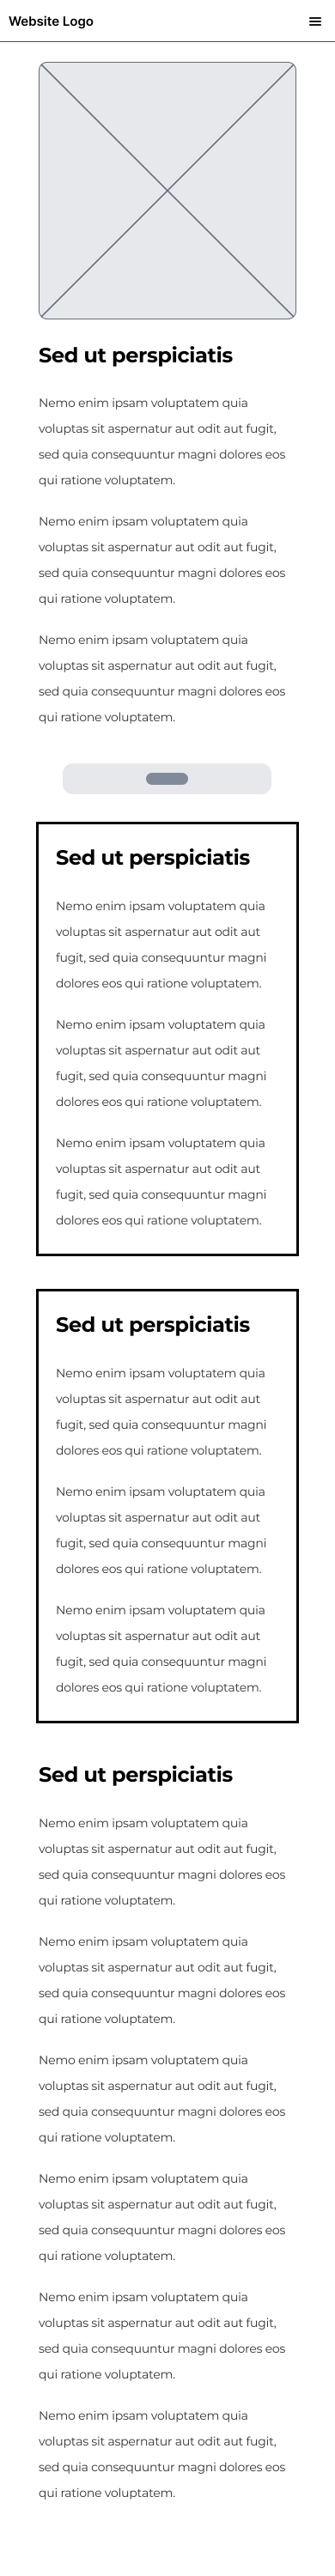 Website Logo
Sed ut perspiciatis
Nemo enim ipsam voluptatem quia
voluptas sit aspernatur aut odit aut fugit,
sed quia consequuntur magni dolores eos
qui ratione voluptatem.
Nemo enim ipsam voluptatem quia
voluptas sit aspernatur aut odit aut fugit,
sed quia consequuntur magni dolores eos
qui ratione voluptatem.
Nemo enim ipsam voluptatem quia
voluptas sit aspernatur aut odit aut fugit,
sed quia consequuntur magni dolores eos
qui ratione voluptatem.
Sed ut perspiciatis
Nemo enim ipsam voluptatem quia
voluptas sit aspernatur aut odit aut
fugit, sed quia consequuntur magni
dolores eos qui ratione voluptatem.
Nemo enim ipsam voluptatem quia
voluptas sit aspernatur aut odit aut
fugit, sed quia consequuntur magni
dolores eos qui ratione voluptatem.
Nemo enim ipsam voluptatem quia
voluptas sit aspernatur aut odit aut
fugit, sed quia consequuntur magni
dolores eos qui ratione voluptatem.
Sed ut perspiciatis
Nemo enim ipsam voluptatem quia
voluptas sit aspernatur aut odit aut
fugit, sed quia consequuntur magni
dolores eos qui ratione voluptatem.
Nemo enim ipsam voluptatem quia
voluptas sit aspernatur aut odit aut
fugit, sed quia consequuntur magni
dolores eos qui ratione voluptatem.
Nemo enim ipsam voluptatem quia
voluptas sit aspernatur aut odit aut
fugit, sed quia consequuntur magni
dolores eos qui ratione voluptatem.
Sed ut perspiciatis
Nemo enim ipsam voluptatem quia
voluptas sit aspernatur aut odit aut fugit,
sed quia consequuntur magni dolores eos
qui ratione voluptatem.
Nemo enim ipsam voluptatem quia
voluptas sit aspernatur aut odit aut fugit,
sed quia consequuntur magni dolores eos
qui ratione voluptatem.
Nemo enim ipsam voluptatem quia
voluptas sit aspernatur aut odit aut fugit,
sed quia consequuntur magni dolores eos
qui ratione voluptatem.
Nemo enim ipsam voluptatem quia
voluptas sit aspernatur aut odit aut fugit,
sed quia consequuntur magni dolores eos
qui ratione voluptatem.
Nemo enim ipsam voluptatem quia
voluptas sit aspernatur aut odit aut fugit,
sed quia consequuntur magni dolores eos
qui ratione voluptatem.
Nemo enim ipsam voluptatem quia
voluptas sit aspernatur aut odit aut fugit,
sed quia consequuntur magni dolores eos
qui ratione voluptatem.